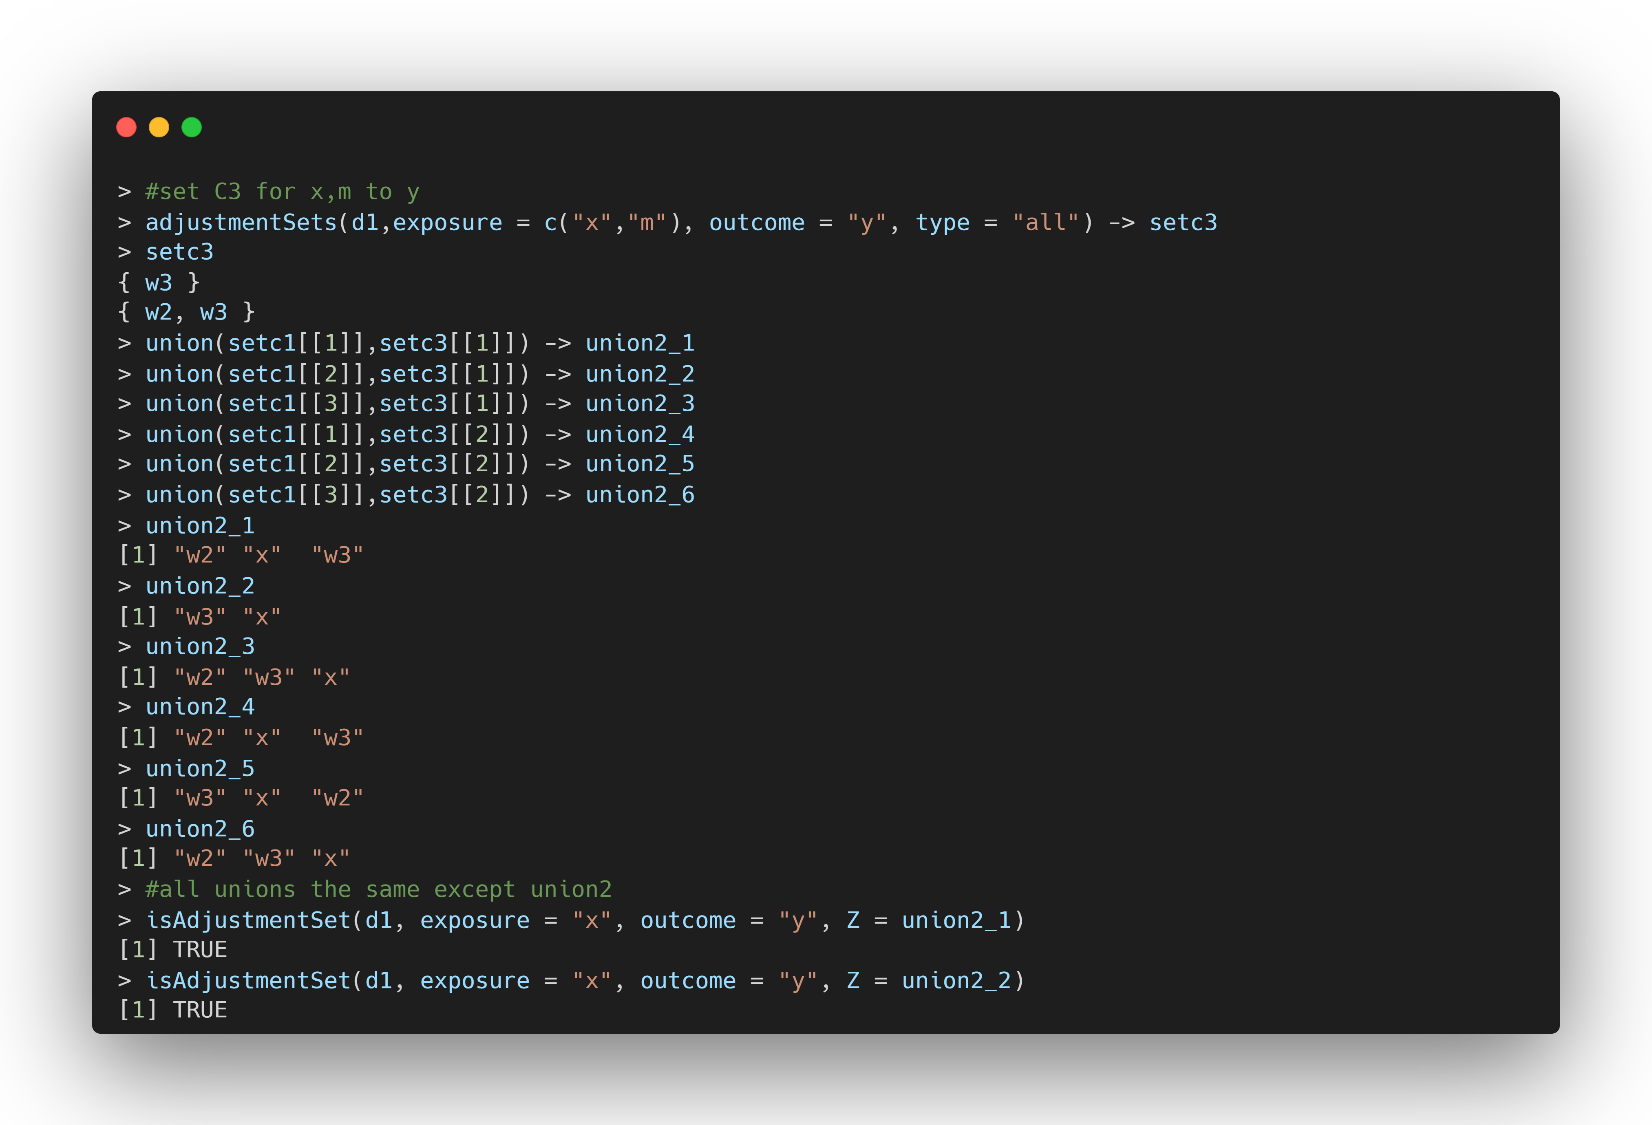 > #set C3 for x,m to y
> adjustmentSets(d1,exposure = c("x","m"), outcome = "y", type = "all") -> setc3
> setc3
{ w3 }
{ w2, w3 }
> union(setc1[[1]],setc3[[1]]) -> union2_1
> union(setc1[[2]],setc3[[1]]) -> union2_2
> union(setc1[[3]],setc3[[1]]) -> union2_3
> union(setc1[[1]],setc3[[2]]) -> union2_4
> union(setc1[[2]],setc3[[2]]) -> union2_5
> union(setc1[[3]],setc3[[2]]) -> union2_6
> union2_1
[1] "w2" "x"  "w3"
> union2_2
[1] "w3" "x"
> union2_3
[1] "w2" "w3" "x"
> union2_4
[1] "w2" "x"  "w3"
> union2_5
[1] "w3" "x"  "w2"
> union2_6
[1] "w2" "w3" "x"
> #all unions the same except union2
> isAdjustmentSet(d1, exposure = "x", outcome = "y", Z = union2_1)
[1] TRUE
> isAdjustmentSet(d1, exposure = "x", outcome = "y", Z = union2_2)
[1] TRUE